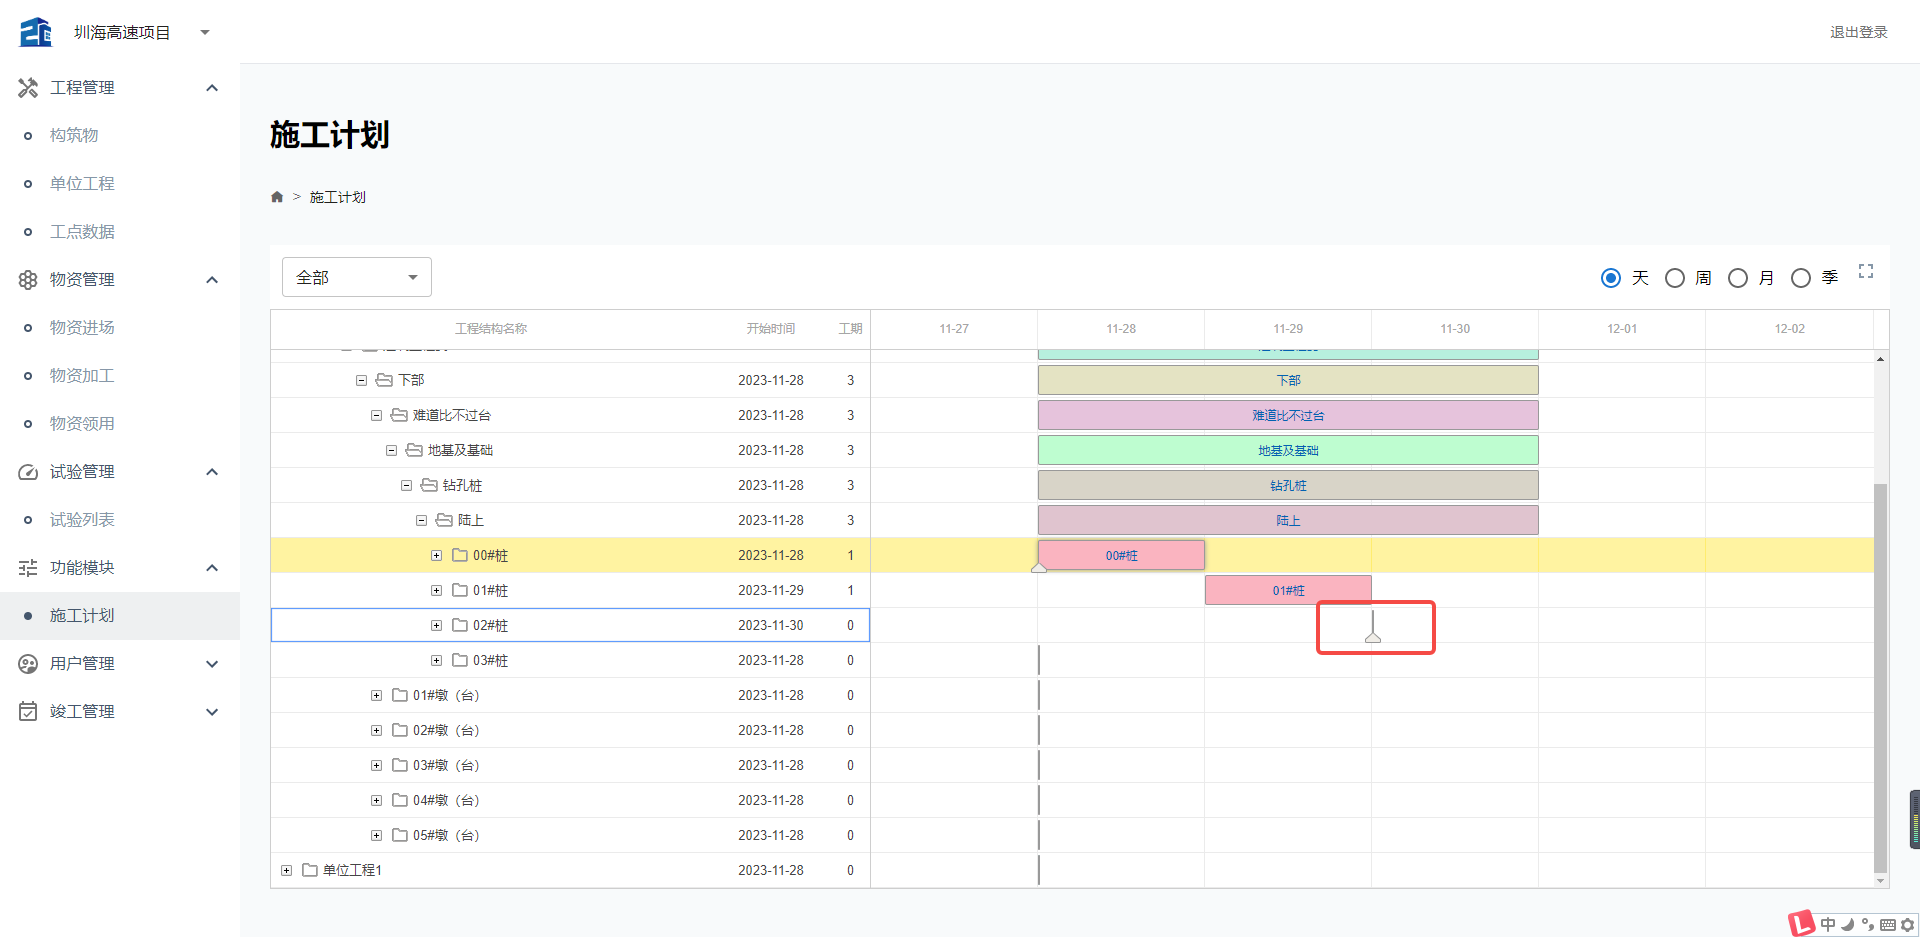 圳海高速项目
退出登录
工程管理
构筑物
单位工程
工点数据
物资管理
物资进场
物资加工
物资领用
试验管理
试验列表
功能模块
施工计划
用户管理
竣工管理
施工计划
> 施工计划
全部
天 周 月 季
工程结构名称 开始时间 工期 11-27 11-28 11-29 11-30 12-01 12-02
下部 2023-11-28 3 下部
难道比不过台 2023-11-28 3 难道比不过台
地基及基础 2023-11-28 3 地基及基础
钻孔桩 2023-11-28 3 钻孔桩
陆上 2023-11-28 3 陆上
00#桩 2023-11-28 1 00#桩
01#桩 2023-11-29 1 01#桩
02#桩 2023-11-30 0
03#桩 2023-11-28 0
01#墩（台） 2023-11-28 0
02#墩（台） 2023-11-28 0
03#墩（台） 2023-11-28 0
04#墩（台） 2023-11-28 0
05#墩（台） 2023-11-28 0
单位工程1 2023-11-28 0
中